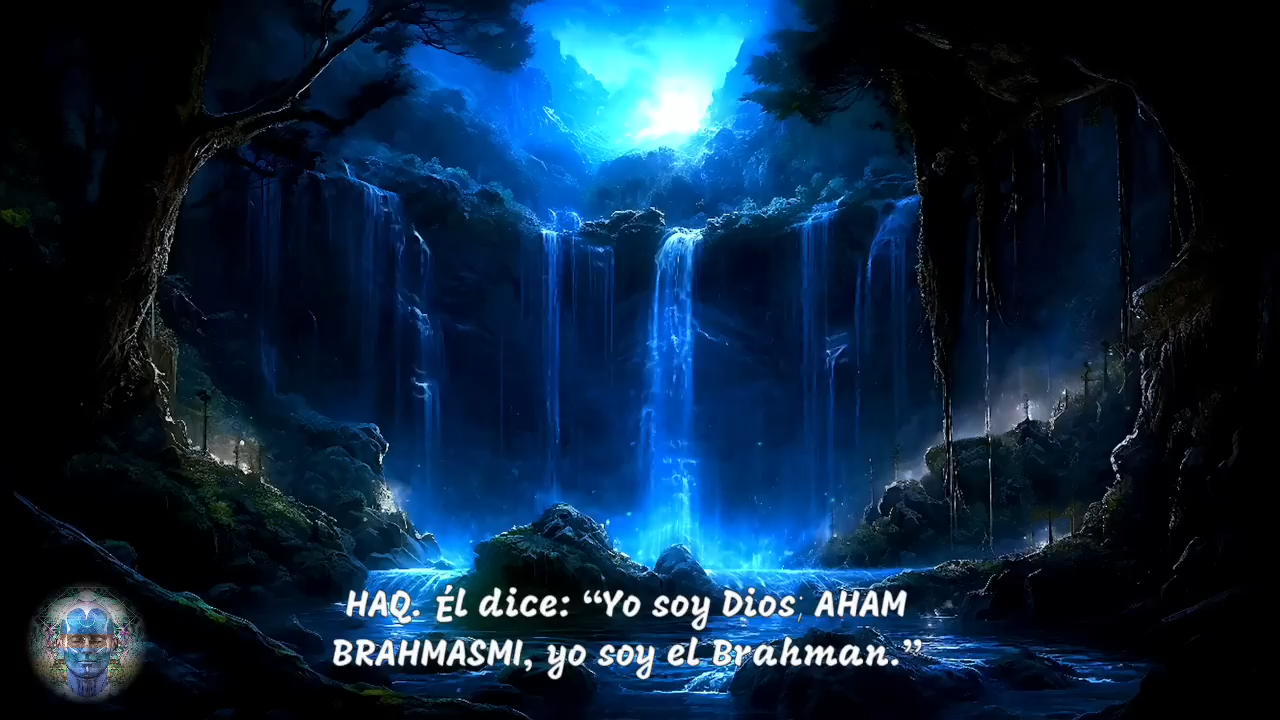 HAQ. Él dice: “Yo soy Dios, AHAM
BRAHMASMI, yo soy el Brahman.”